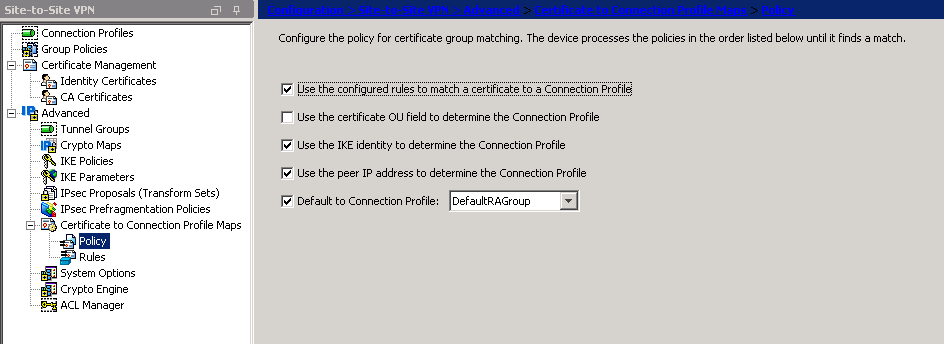 Site-to-Site VPN
Connection Profiles
Group Policies
Certificate Management
Identity Certificates
CA Certificates
Advanced
Tunnel Groups
Crypto Maps
IKE Policies
IKE Parameters
IPsec Proposals (Transform Sets)
IPsec Prefragmentation Policies
Certificate to Connection Profile Maps
Policy
Rules
System Options
Crypto Engine
ACL Manager
Configuration > Site-to-Site VPN > Advanced > Certificate to Connection Profile Maps > Policy
Configure the policy for certificate group matching. The device processes the policies in the order listed below until it finds a match.
Use the configured rules to match a certificate to a Connection Profile
Use the certificate OU field to determine the Connection Profile
Use the IKE identity to determine the Connection Profile
Use the peer IP address to determine the Connection Profile
Default to Connection Profile: DefaultRAGroup